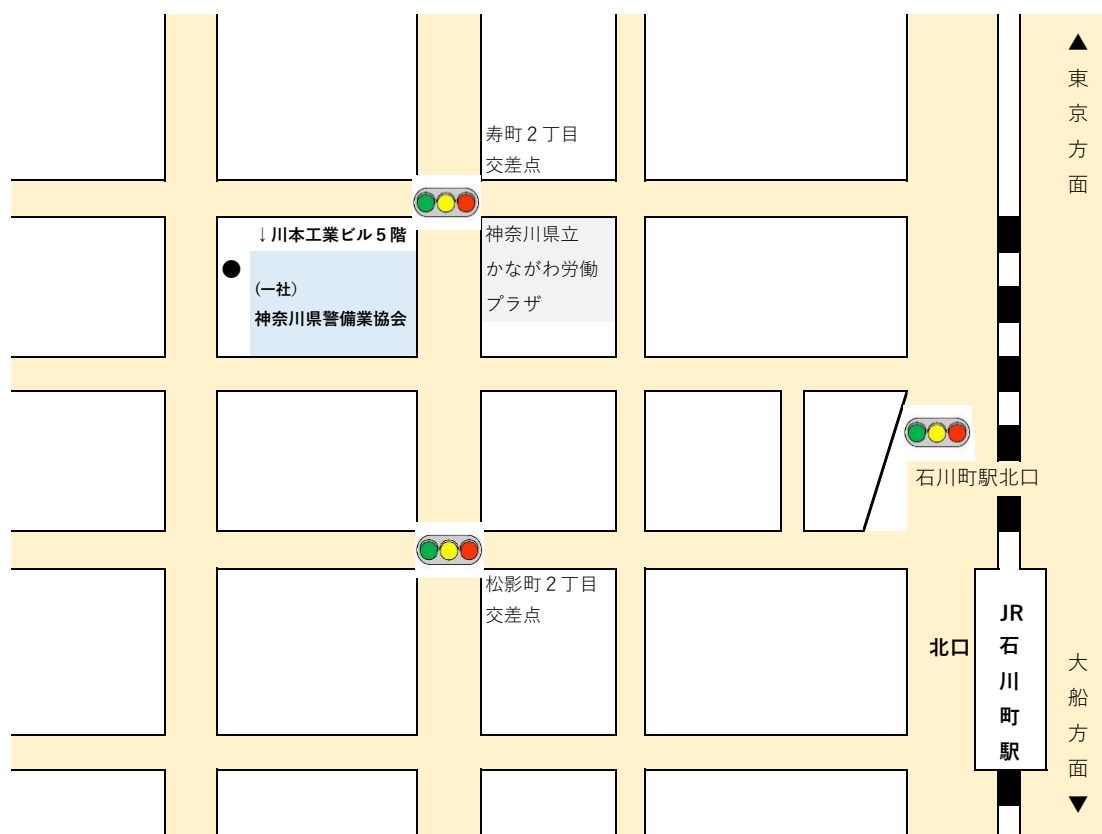 ▲東京方面
寿町２丁目
交差点
↓川本工業ビル５階
(一社)
神奈川県警備業協会
神奈川県立
かながわ労働
プラザ
石川町駅北口
松影町２丁目
交差点
北口
JR石川町駅
大船方面▼